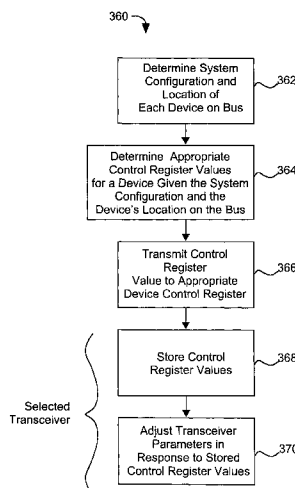 360
Determine System
Configuration and
Location of
Each Device on Bus
362
Determine Appropriate
Control Register Values
for a Device Given the System
Configuration and the
Device's Location on the Bus
364
Transmit Control
Register
Value to Appropriate
Device Control Register
366
Selected
Transceiver
Store Control
Register Values
368
Adjust Transceiver
Parameters in
Response to Stored
Control Register Values
370